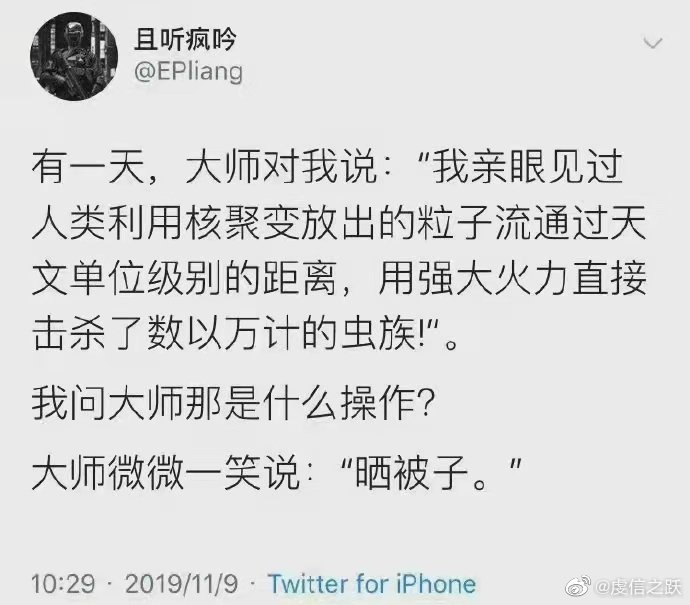 且听疯吟
@EPliang
有一天，大师对我说：“我亲眼见过
人类利用核聚变放出的粒子流通过天
文单位级别的距离，用强大火力直接
击杀了数以万计的虫族!“。
我问大师那是什么操作？
大师微微一笑说：“晒被子。”
10:29 · 2019/11/9 · Twitter for iPhone
@虔信之跃